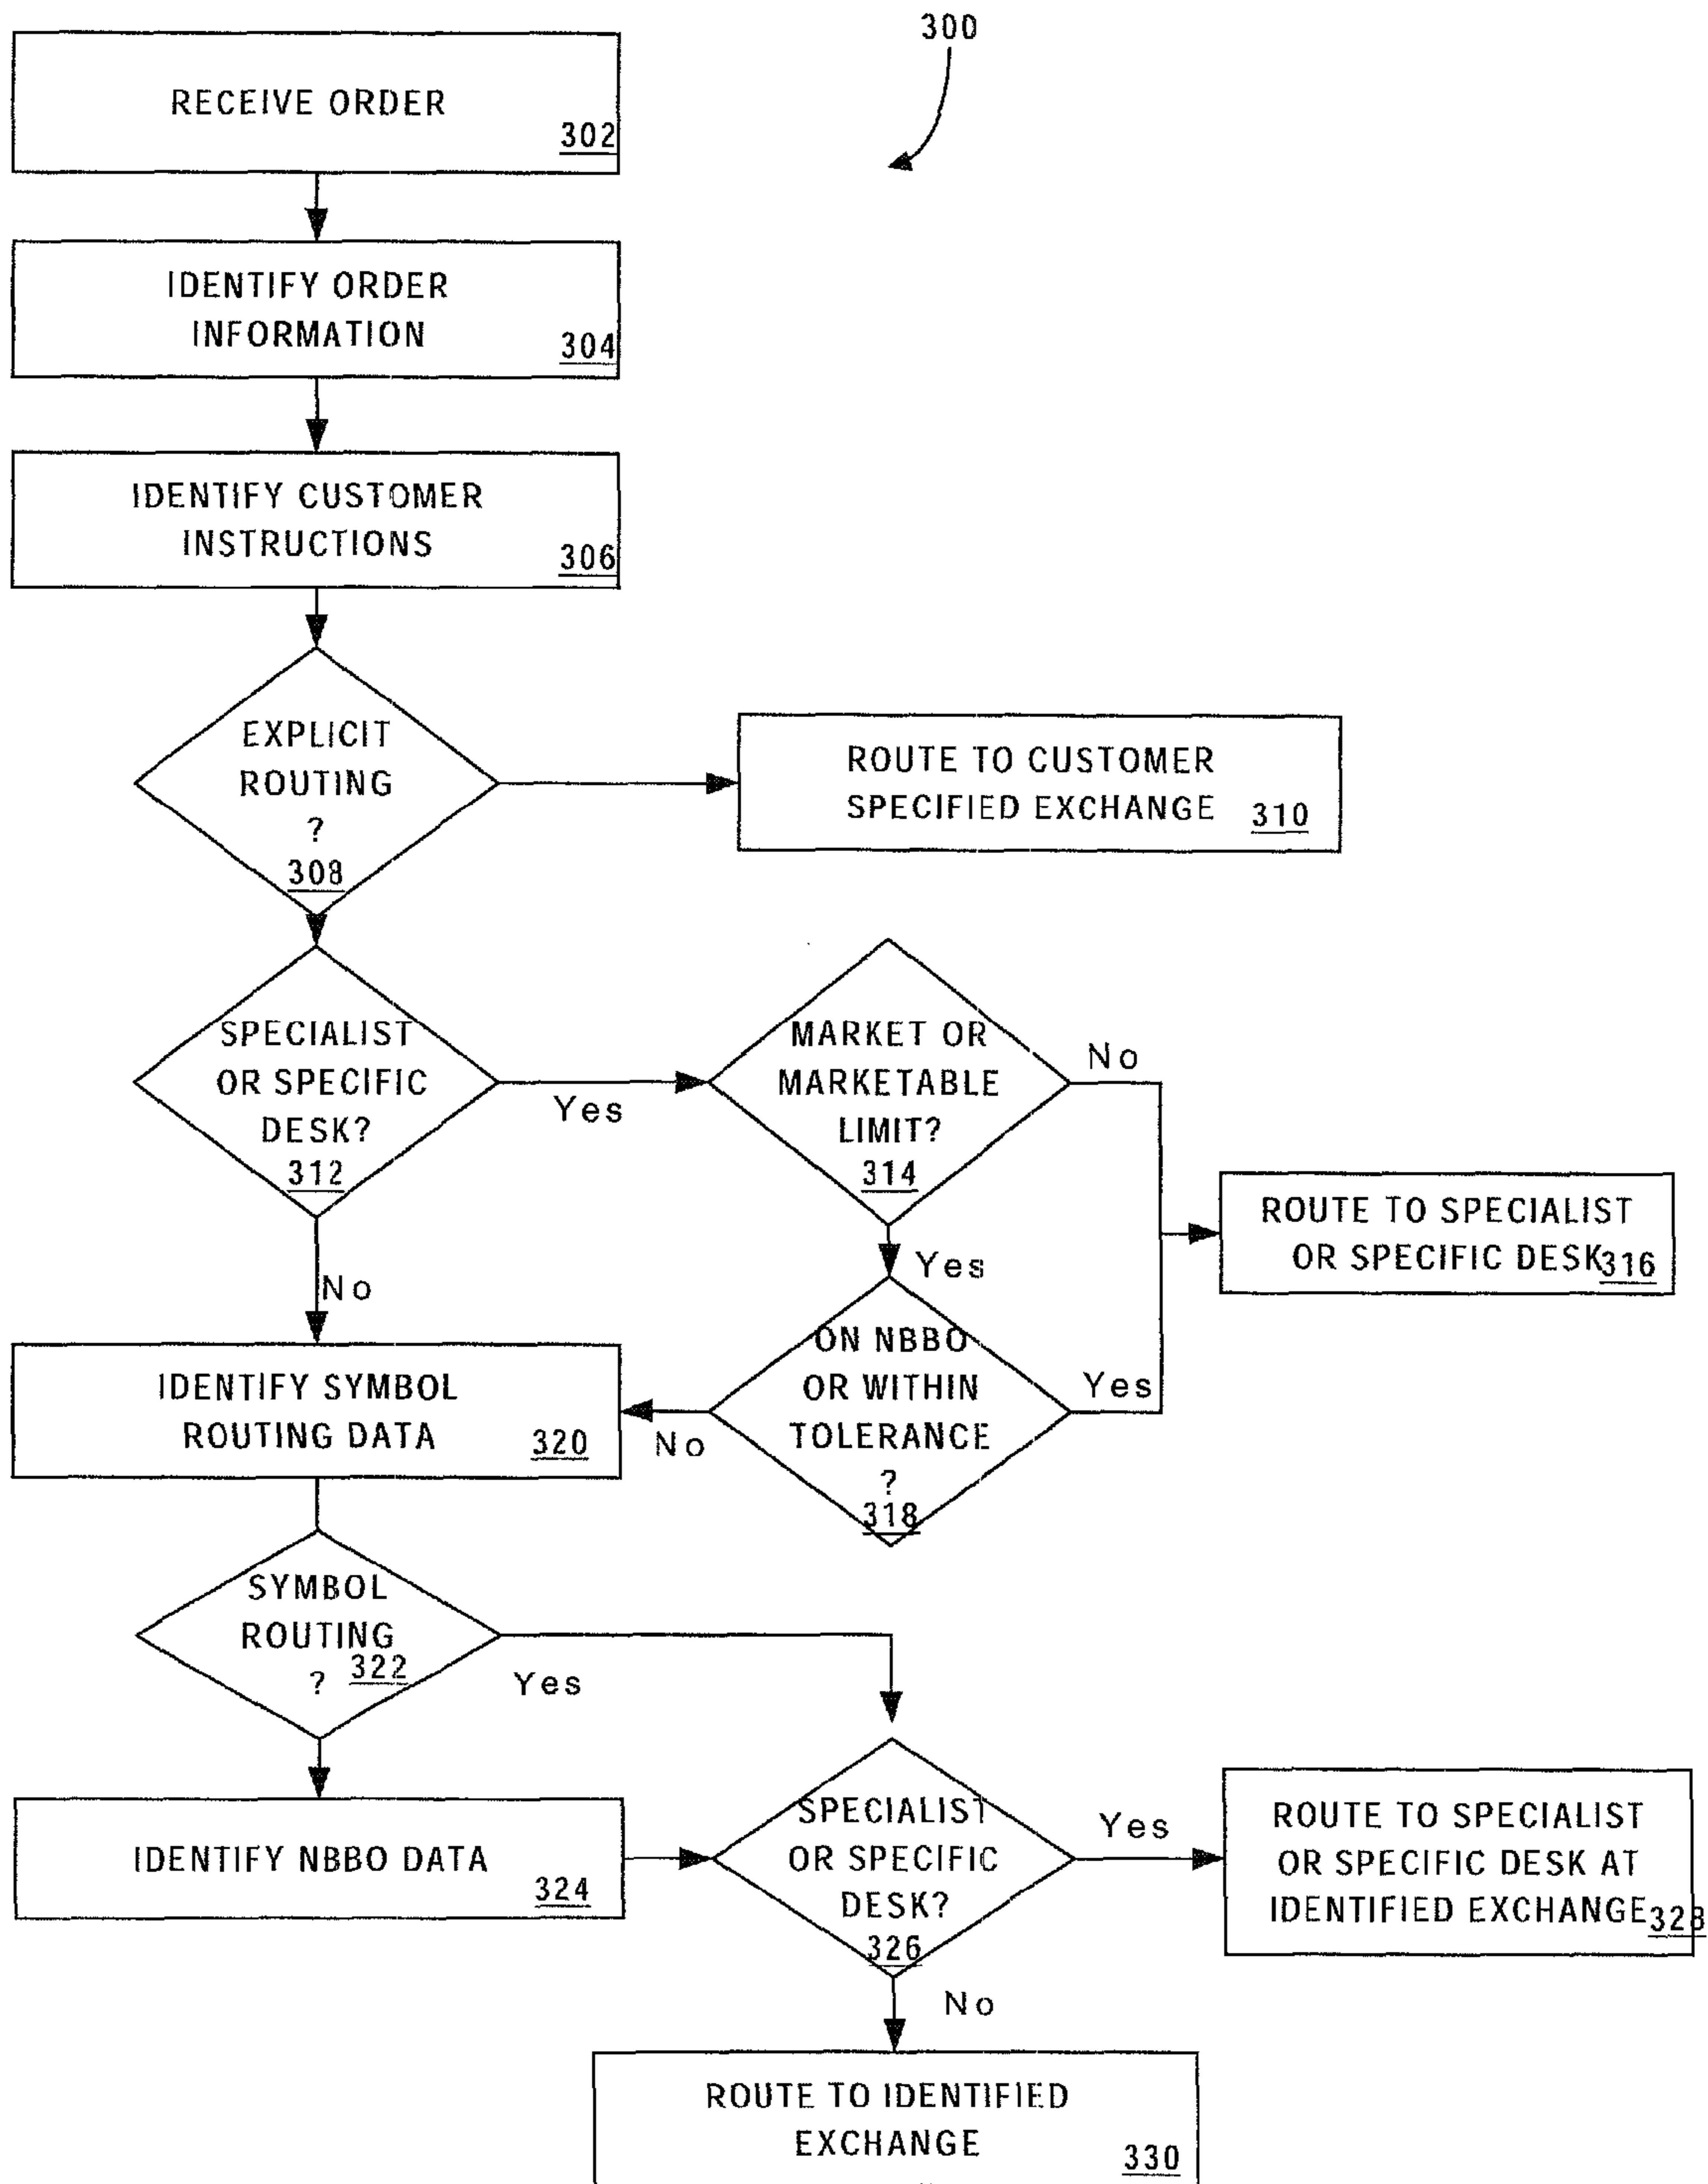 300
RECEIVE ORDER
302
IDENTIFY ORDER
INFORMATION
304
IDENTIFY CUSTOMER
INSTRUCTIONS
306
EXPLICIT
ROUTING
?
308
ROUTE TO CUSTOMER
SPECIFIED EXCHANGE
310
SPECIALIST
OR SPECIFIC
DESK?
312
Yes
No
MARKET OR
MARKETABLE
LIMIT?
314
No
Yes
ROUTE TO SPECIALIST
OR SPECIFIC DESK
316
ON NBBO
OR WITHIN
TOLERANCE
?
318
Yes
No
IDENTIFY SYMBOL
ROUTING DATA
320
SYMBOL
ROUTING
?
322
Yes
IDENTIFY NBBO DATA
324
SPECIALIST
OR SPECIFIC
DESK?
326
Yes
No
ROUTE TO SPECIALIST
OR SPECIFIC DESK AT
IDENTIFIED EXCHANGE
328
ROUTE TO IDENTIFIED
EXCHANGE
330